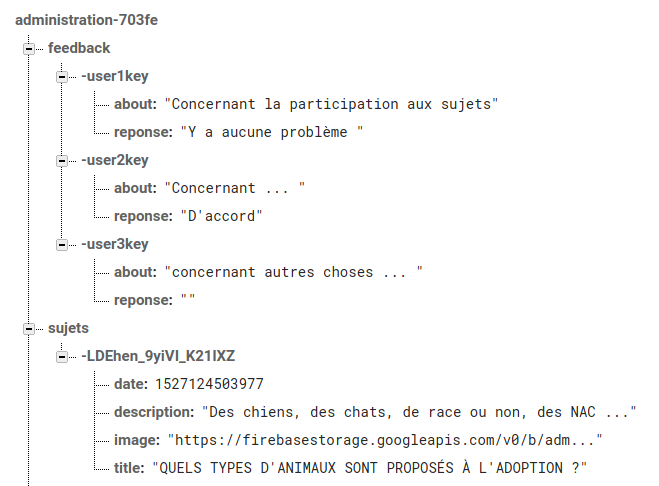 administration-703fe
feedback
-user1key
about: "Concernant la participation aux sujets"
reponse: "Y a aucune problème "
-user2key
about: "Concernant ... "
reponse: "D'accord"
-user3key
about: "concernant autres choses ... "
reponse: ""
sujets
-LDEhen_9yiVI_K21IXZ
date: 1527124503977
description: "Des chiens, des chats, de race ou non, des NAC ..."
image: "https://firebasestorage.googleapis.com/v0/b/adm..."
title: "QUELS TYPES D'ANIMAUX SONT PROPOSÉS À L'ADOPTION ?"